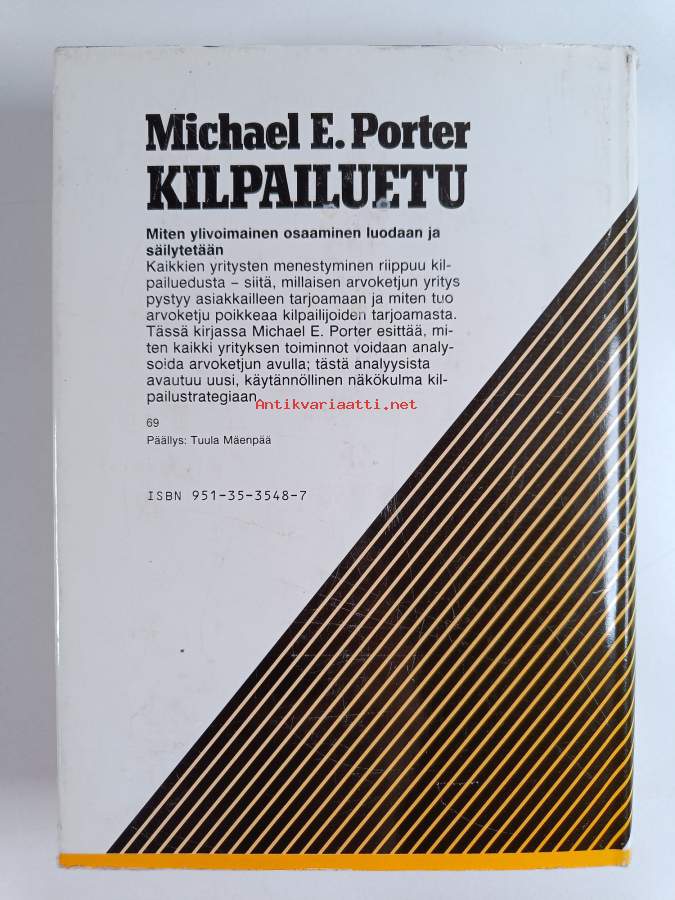 Michael E. Porter
KILPAILUETU
Miten ylivoimainen osaaminen luodaan ja
säilytetään
Kaikkien yritysten menestyminen riippuu kil-
pailuedusta – siitä, millaisen arvoketjun yritys
pystyy asiakkailleen tarjoamaan ja miten tuo
arvoketju poikkeaa kilpailijoiden tarjoamasta.
Tässä kirjassa Michael E. Porter esittää, mi-
ten kaikki yrityksen toiminnot voidaan analy-
soida arvoketjun avulla; tästä analyysista
avautuu uusi, käytännöllinen näkökulma kil-
pailustrategiaan.
Antikvariaatti.net
69
Päällys: Tuula Mäenpää
ISBN 951-35-3548-7